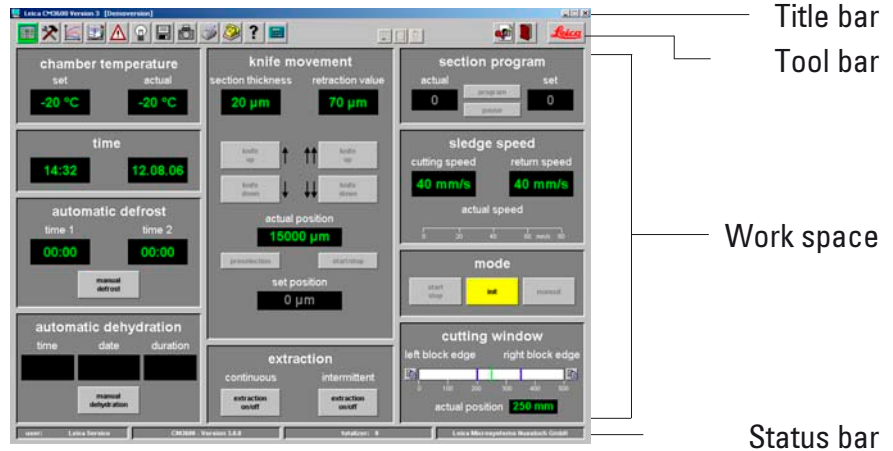 Leica CM3600 Version 3 [Demoversion]
Title bar
Leica
Tool bar
chamber temperature
set actual
-20 °C -20 °C
time
14:32 12.08.06
automatic defrost
time 1 time 2
00:00 00:00
manual
defrost
automatic dehydration
time date duration
manual
dehydration
knife movement
section thickness retraction value
20 µm 70 µm
knife
up
knife
up
knife
down
knife
down
actual position
15000 µm
preselection start/stop
set position
0 µm
extraction
continuous intermittent
extraction
on/off
extraction
on/off
section program
actual set
0 program 0
pause
sledge speed
cutting speed return speed
40 mm/s 40 mm/s
actual speed
0 20 40 60 mm/s 80
Work space
mode
start
stop
init manual
cutting window
left block edge right block edge
0 100 200 300 400 500
actual position 250 mm
user: Leica Service CM3600 Version 3.0.0 totalizer: 0 Leica Microsystems Nussloch GmbH
Status bar